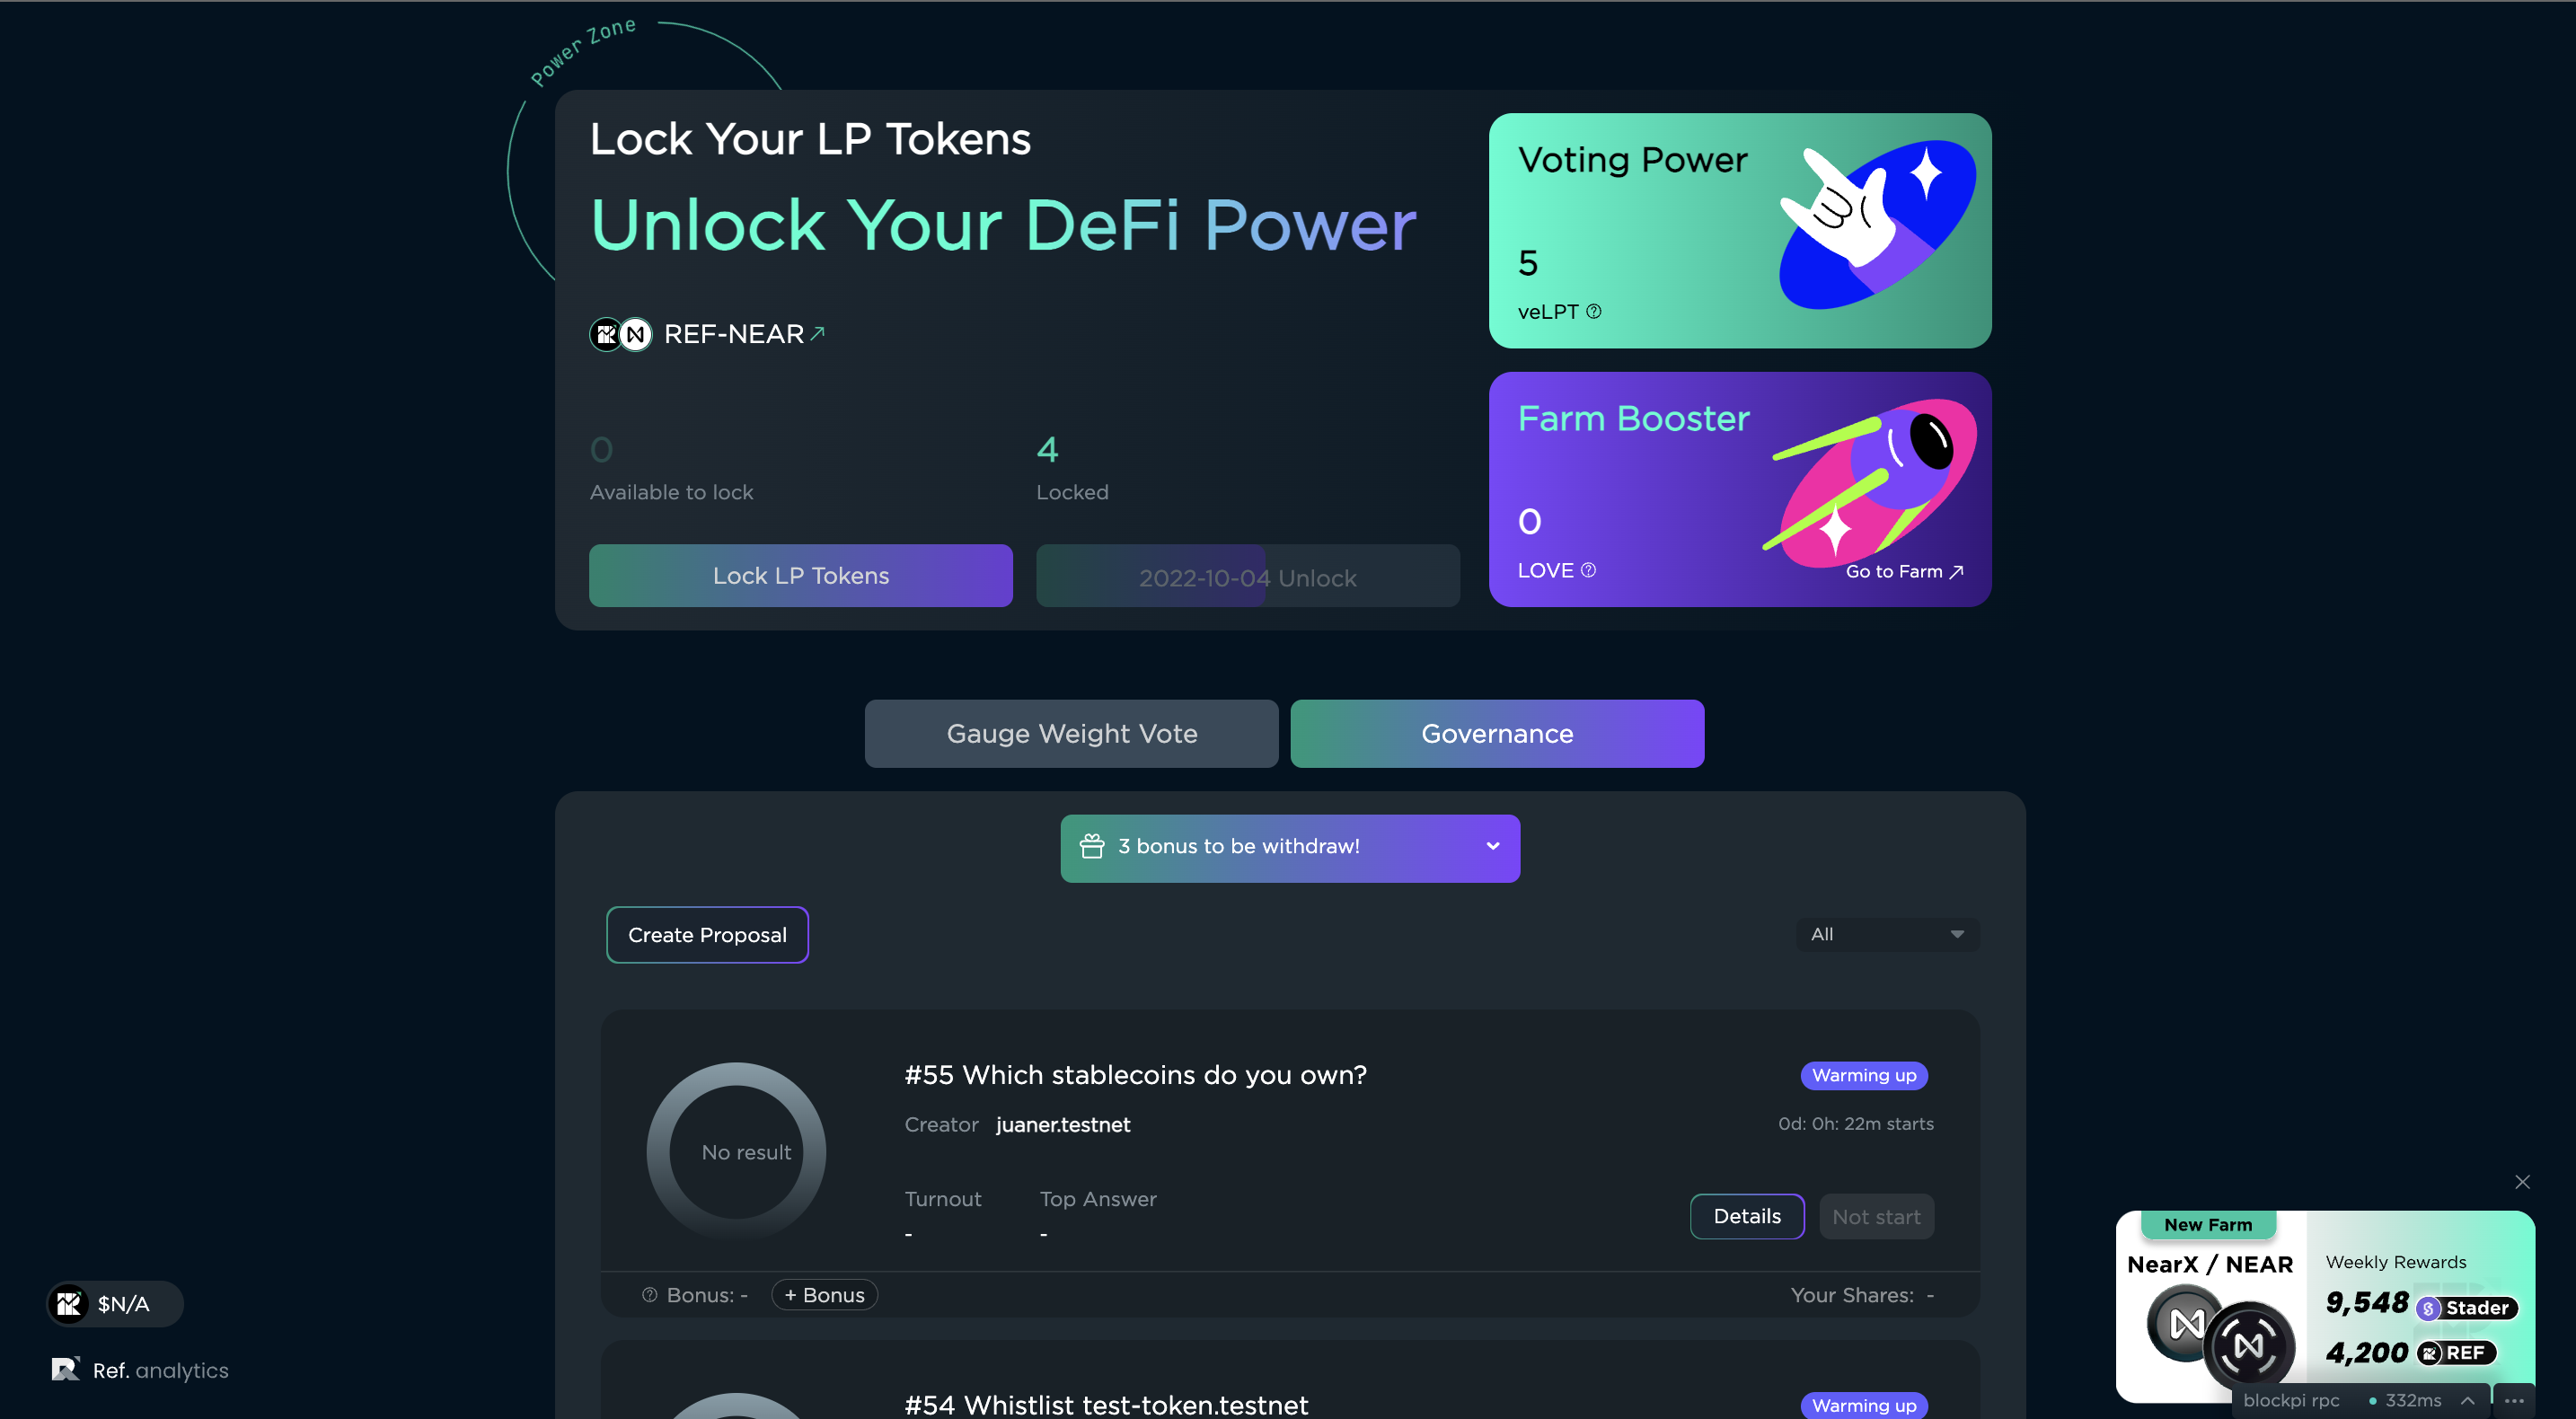 Power Zone
Lock Your LP Tokens
Unlock Your DeFi Power
REF-NEAR
0
Available to lock
4
Locked
Lock LP Tokens
2022-10-04 Unlock
Voting Power
5
veLPT
Farm Booster
0
LOVE
Go to Farm
Gauge Weight Vote
Governance
3 bonus to be withdraw!
Create Proposal
All
No result
#55 Which stablecoins do you own?
Warming up
Creator juaner.testnet
0d: 0h: 22m starts
Turnout
Top Answer
-
-
Details
Not start
Bonus: -
+ Bonus
Your Shares: -
#54 Whistlist test-token.testnet
Warming up
$N/A
Ref. analytics
New Farm
NearX / NEAR
Weekly Rewards
9,548 Stader
4,200 REF
blockpi rpc
332ms